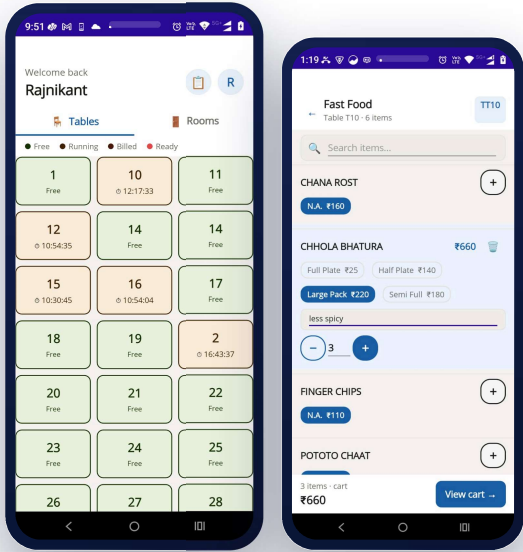 9:51
Welcome back
Rajnikant
R
Tables
Rooms
Free Running Billed Ready
1 10 11
Free 12:17:33 Free
12 14 14
10:54:35 Free Free
15 16 17
10:30:45 10:54:04 Free
18 19 2
Free Free 16:43:37
20 21 22
Free Free Free
23 24 25
Free Free Free
26 27 28
1:19
← Fast Food
Table T10 · 6 items
TT10
Search items...
CHANA ROST +
N.A. ₹160
CHHOLA BHATURA ₹660
Full Plate ₹25 Half Plate ₹140
Large Pack ₹220 Semi Full ₹180
less spicy
− 3 +
FINGER CHIPS +
N.A. ₹110
POTOTO CHAAT +
3 items · cart
₹660
View cart →